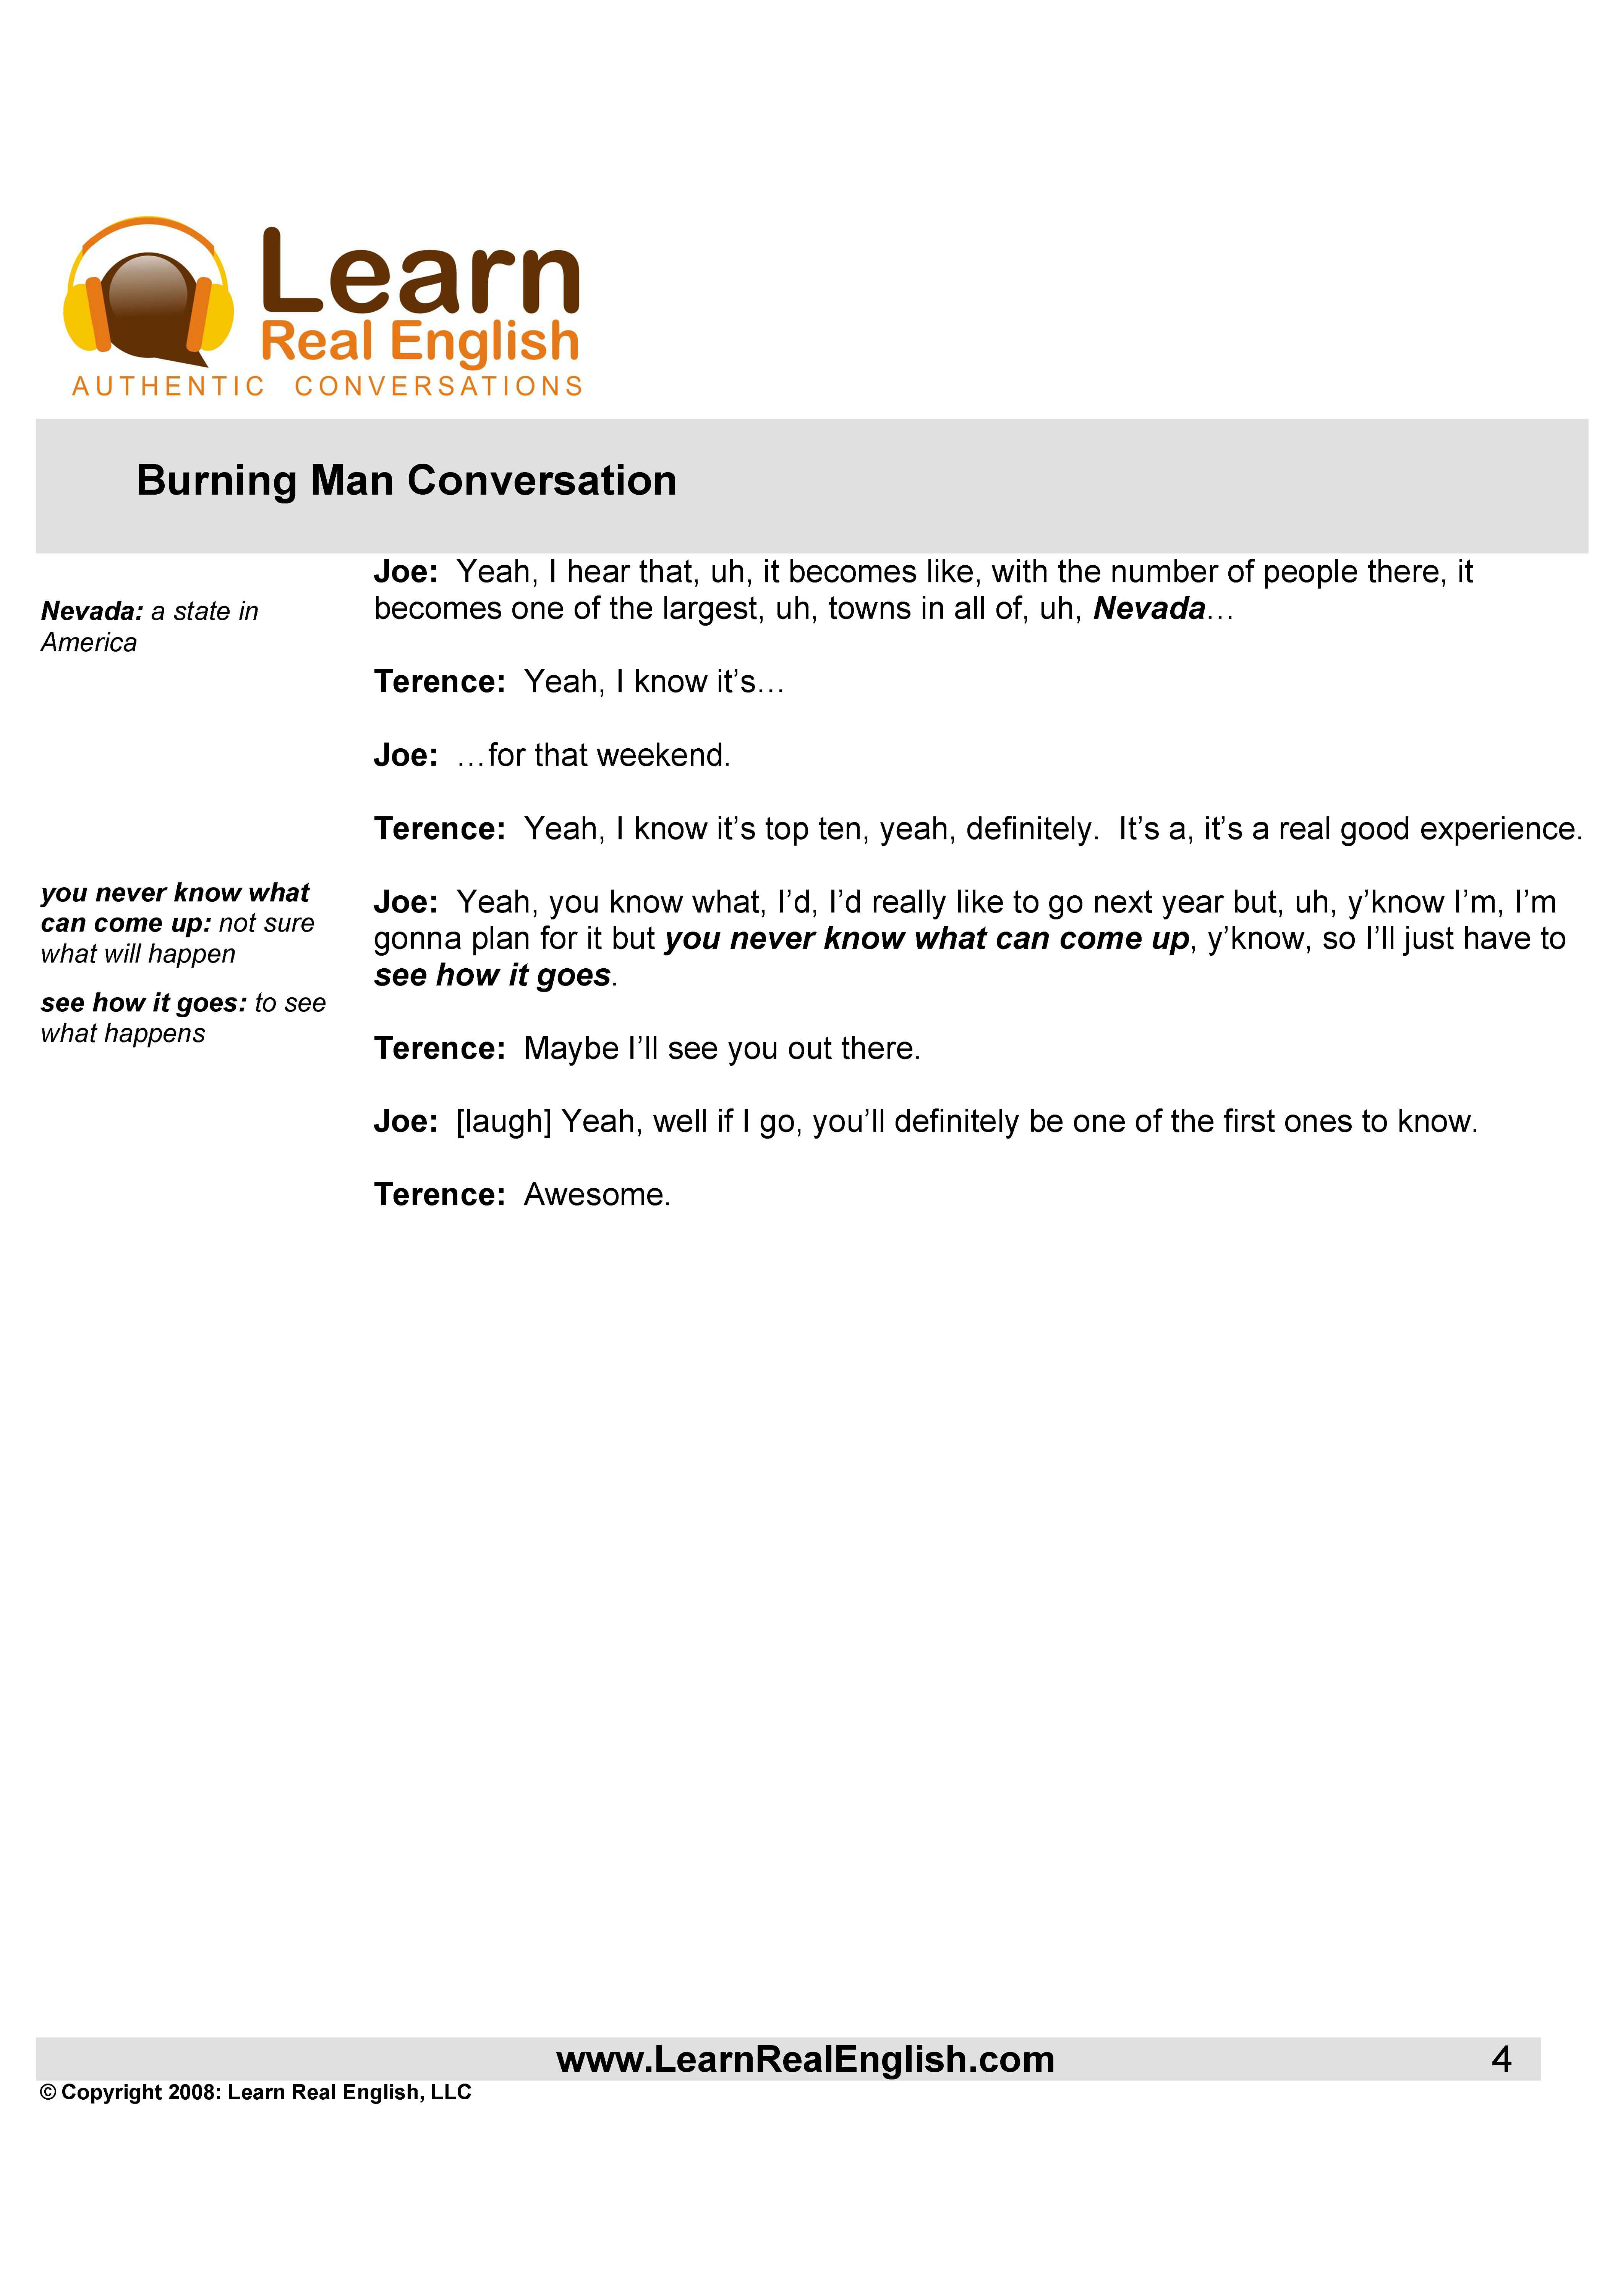 Learn
Real English
AUTHENTIC CONVERSATIONS
Burning Man Conversation
Nevada: a state in
America
you never know what
can come up: not sure
what will happen
see how it goes: to see
what happens
Joe: Yeah, I hear that, uh, it becomes like, with the number of people there, it
becomes one of the largest, uh, towns in all of, uh, Nevada…
Terence: Yeah, I know it’s…
Joe: …for that weekend.
Terence: Yeah, I know it’s top ten, yeah, definitely. It’s a, it’s a real good experience.
Joe: Yeah, you know what, I’d, I’d really like to go next year but, uh, y’know I’m, I’m
gonna plan for it but you never know what can come up, y’know, so I’ll just have to
see how it goes.
Terence: Maybe I’ll see you out there.
Joe: [laugh] Yeah, well if I go, you’ll definitely be one of the first ones to know.
Terence: Awesome.
www.LearnRealEnglish.com 4
© Copyright 2008: Learn Real English, LLC